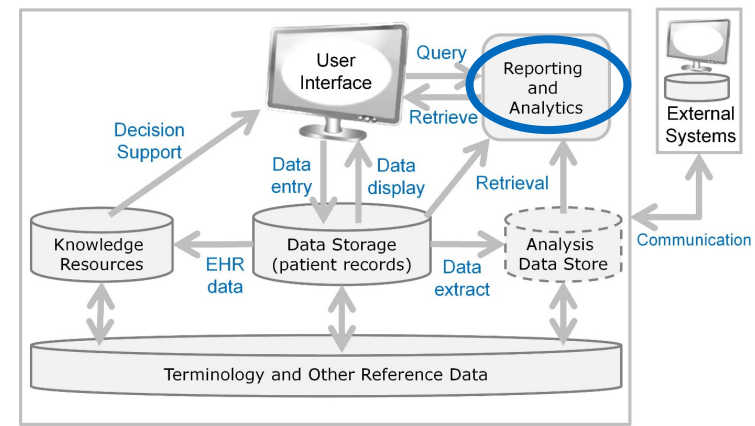 User
Interface
Query
Reporting
and
Analytics
Retrieve
External
Systems
Decision
Support
Data
entry
Data
display
Retrieval
Knowledge
Resources
EHR
data
Data Storage
(patient records)
Data
extract
Analysis
Data Store
Communication
Terminology and Other Reference Data